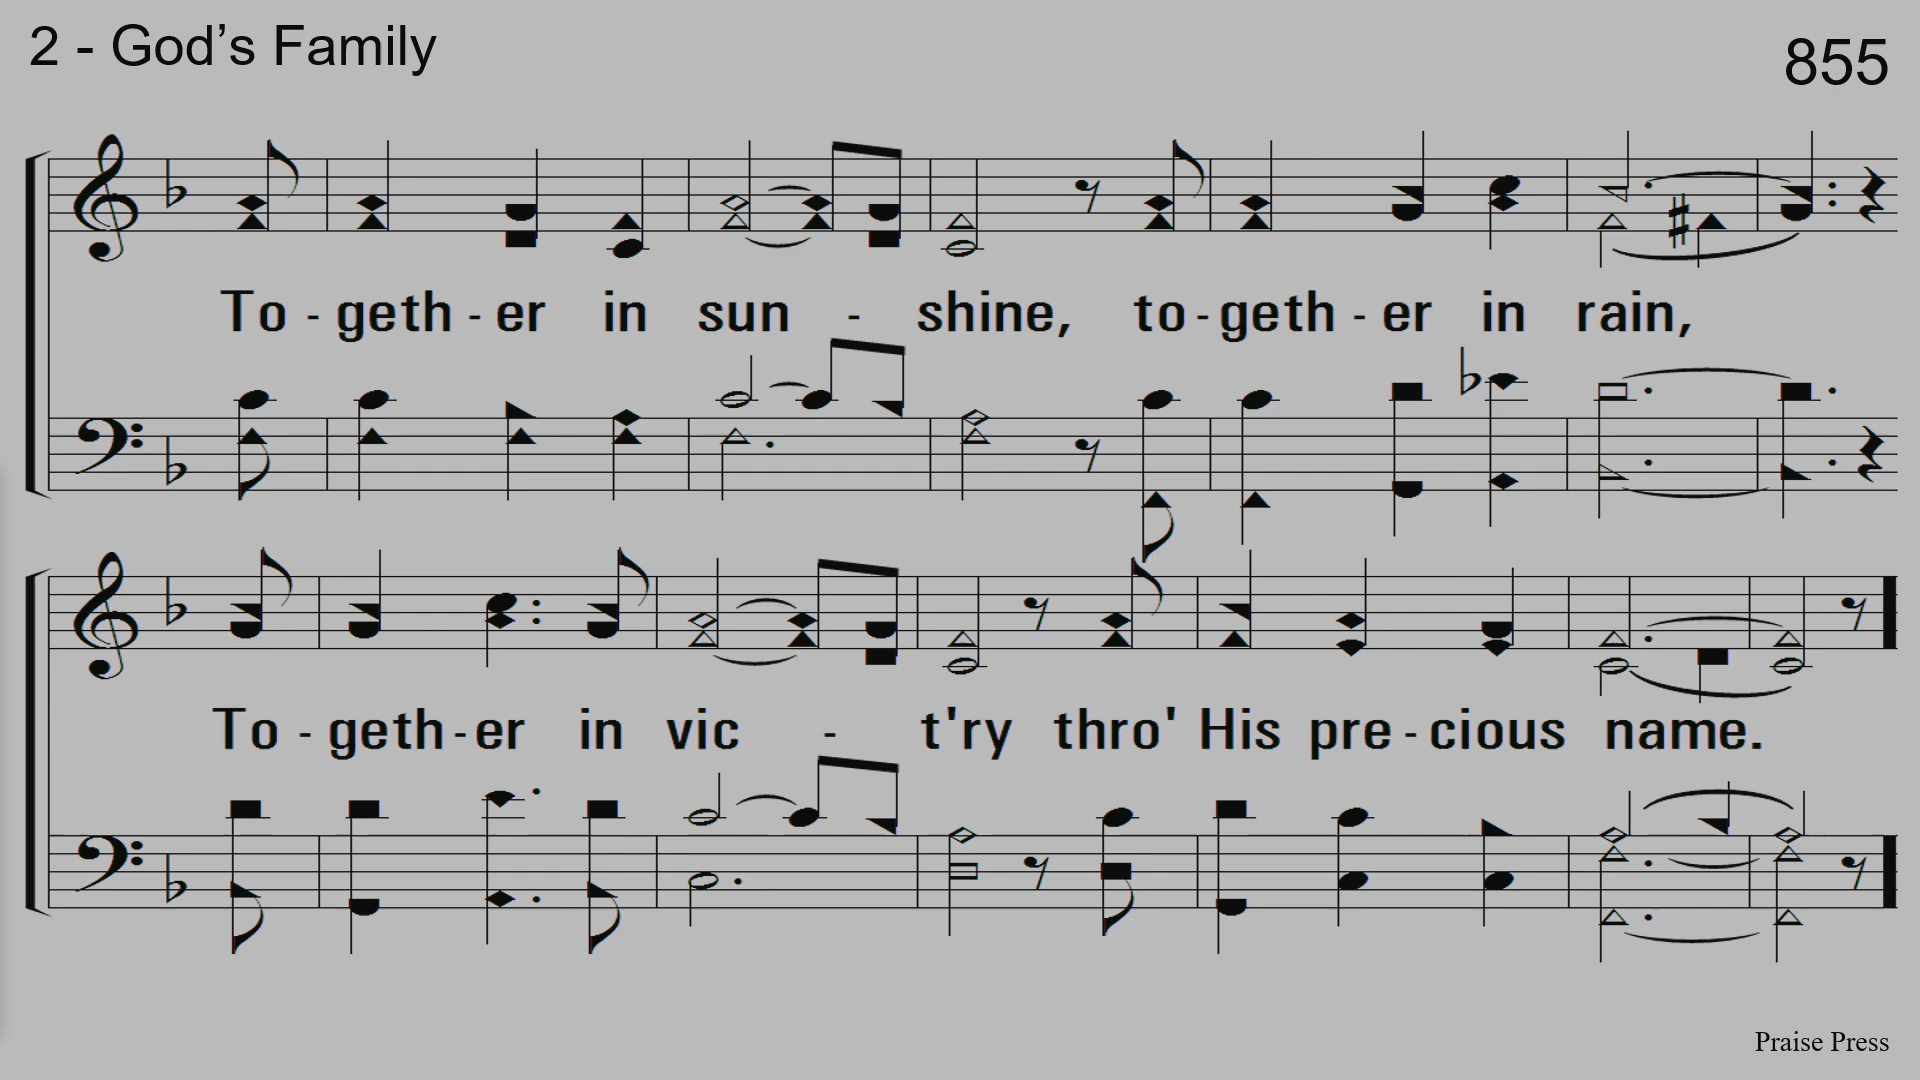 2 - God’s Family
855
To - geth - er in sun - shine, to - geth - er in rain,
To - geth - er in vic - t'ry thro' His pre - cious name.
Praise Press